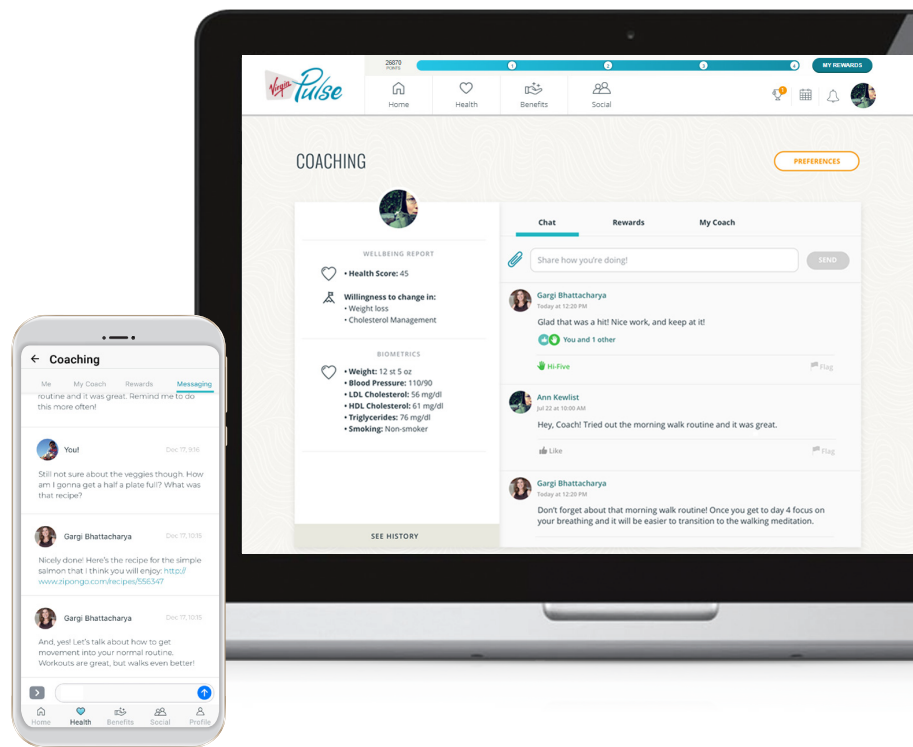 26870
POINTS
1
2
3
4
MY REWARDS
Virgin Pulse
Home
Health
Benefits
Social
1
COACHING
PREFERENCES
WELLBEING REPORT
• Health Score: 45
Willingness to change in:
• Weight loss
• Cholesterol Management
BIOMETRICS
• Weight: 12 st 5 oz
• Blood Pressure: 110/90
• LDL Cholesterol: 56 mg/dl
• HDL Cholesterol: 61 mg/dl
• Triglycerides: 76 mg/dl
• Smoking: Non-smoker
SEE HISTORY
Chat
Rewards
My Coach
Share how you're doing!
SEND
Gargi Bhattacharya
Today at 12:20 PM
Glad that was a hit! Nice work, and keep at it!
You and 1 other
Hi-Five
Flag
Ann Kewlist
Jul 22 at 10:00 AM
Hey, Coach! Tried out the morning walk routine and it was great.
Like
Flag
Gargi Bhattacharya
Today at 12:20 PM
Don't forget about that morning walk routine! Once you get to day 4 focus on
your breathing and it will be easier to transition to the walking meditation.
Coaching
Me
My Coach
Rewards
Messaging
routine and it was great. Remind me to do
this more often!
You!
Dec 17, 9:16
Still not sure about the veggies though. How
am I gonna get a half a plate full? What was
that recipe?
Gargi Bhattacharya
Dec 17, 10:15
Nicely done! Here's the recipe for the simple
salmon that I think you will enjoy: http://
www.zipongo.com/recipes/556347
Gargi Bhattacharya
Dec 17, 10:15
And, yes! Let's talk about how to get
movement into your normal routine.
Workouts are great, but walks even better!
Home
Health
Benefits
Social
Profile